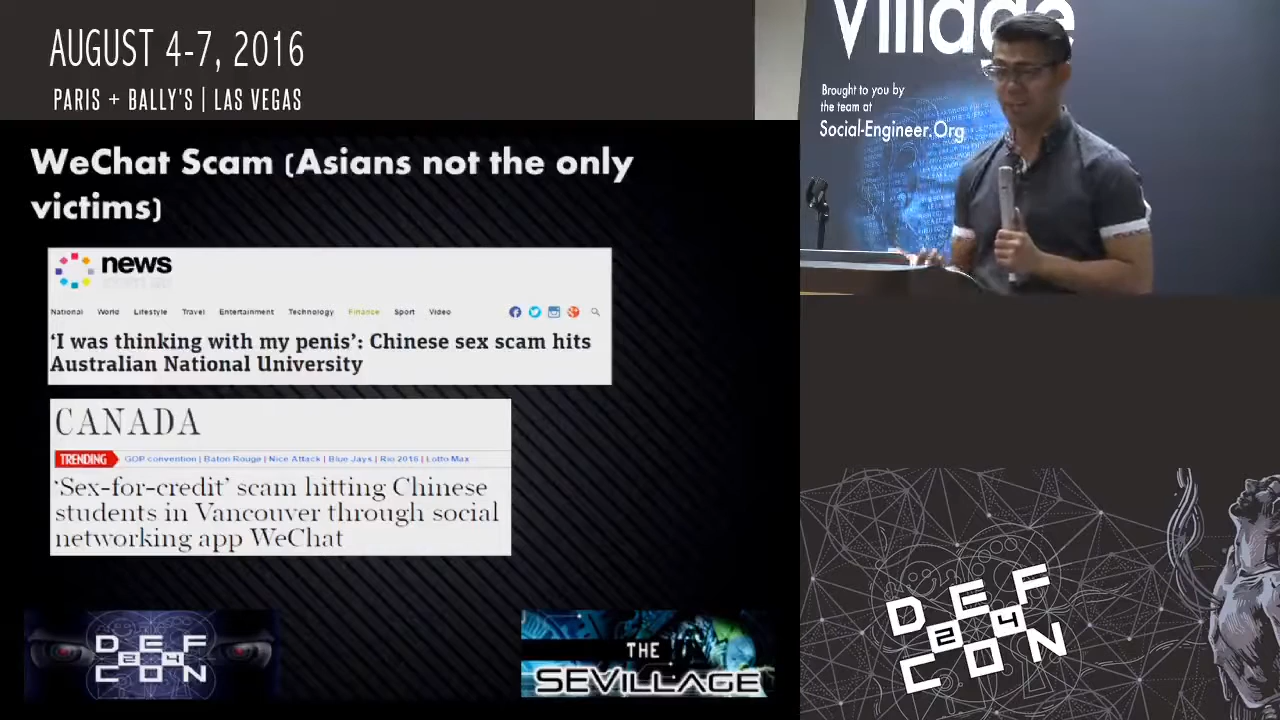 AUGUST 4-7, 2016
PARIS + BALLY'S | LAS VEGAS
Village
Brought to you by
the team at
Social-Engineer.Org
WeChat Scam (Asians not the only
victims)
news
National World Lifestyle Travel Entertainment Technology Finance Sport Video
‘I was thinking with my penis’: Chinese sex scam hits
Australian National University
CANADA
TRENDING GOP convention | Baton Rouge | Nice Attack | Blue Jays | Rio 2016 | Lotto Max
‘Sex-for-credit’ scam hitting Chinese
students in Vancouver through social
networking app WeChat
DEF
24
CON
THE
SEVILLAGE
DEF
24
CON